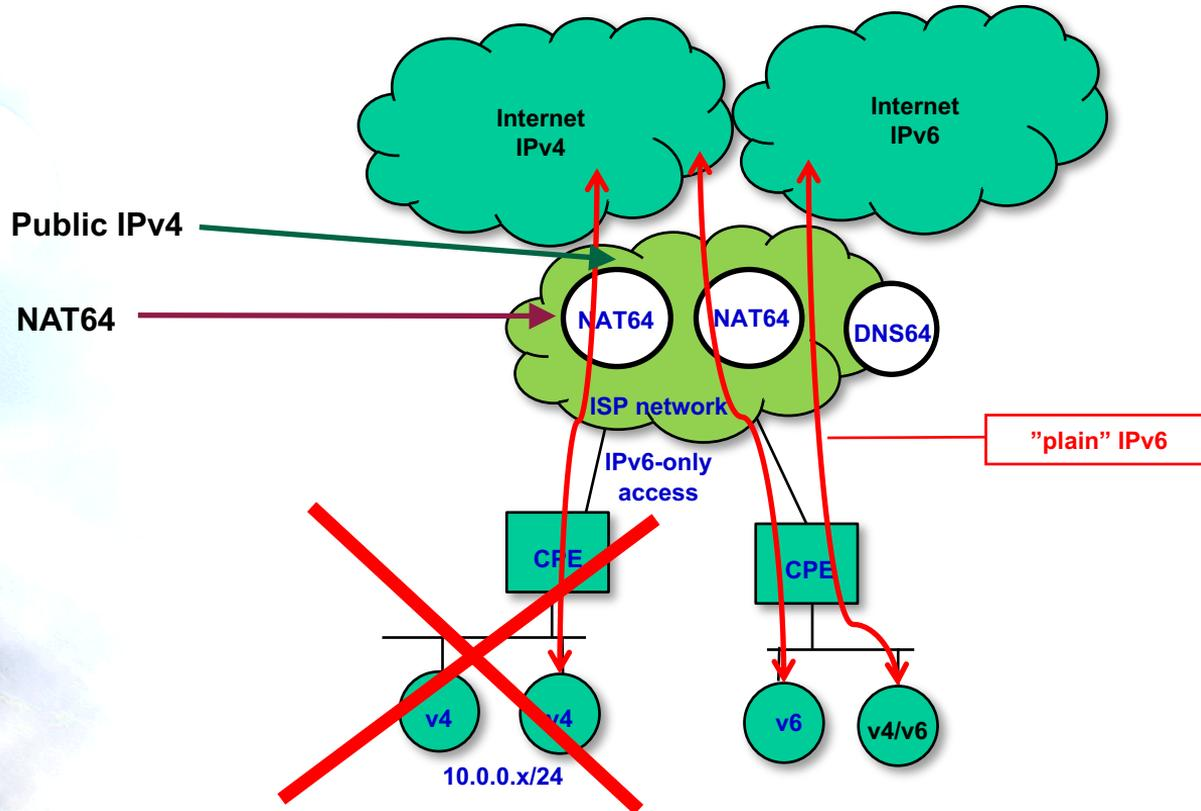 Internet
IPv4
Internet
IPv6
Public IPv4
NAT64
NAT64
NAT64
DNS64
ISP network
”plain” IPv6
IPv6-only
access
CPE
CPE
v4
v4
v6
v4/v6
10.0.0.x/24